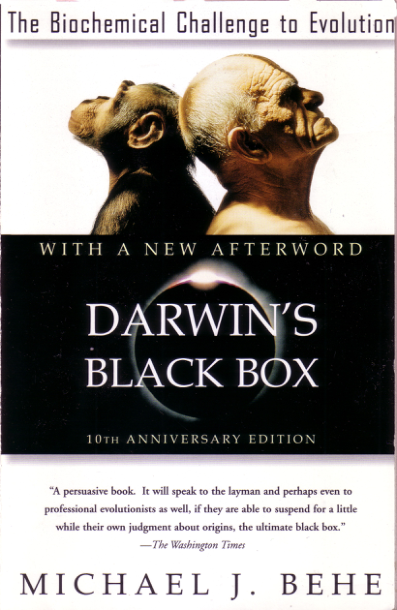 The Biochemical Challenge to Evolution
WITH A NEW AFTERWORD
DARWIN'S
BLACK BOX
10TH ANNIVERSARY EDITION
“A persuasive book. It will speak to the layman and perhaps even to
professional evolutionists as well, if they are able to suspend for a little
while their own judgment about origins, the ultimate black box.”
—The Washington Times
MICHAEL J. BEHE